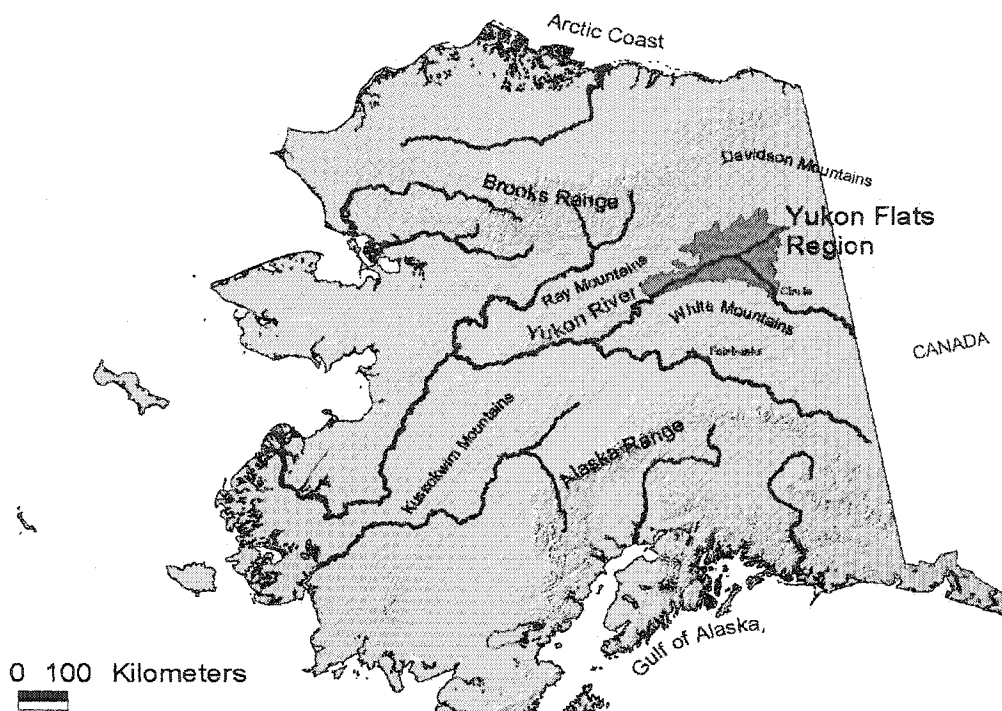 Arctic Coast
Davidson Mountains
Brooks Range
Yukon Flats
Region
Ray Mountains
Yukon River
Circle
White Mountains
Fairbanks
CANADA
Kuskokwim Mountains
Alaska Range
Gulf of Alaska,
0 100 Kilometers